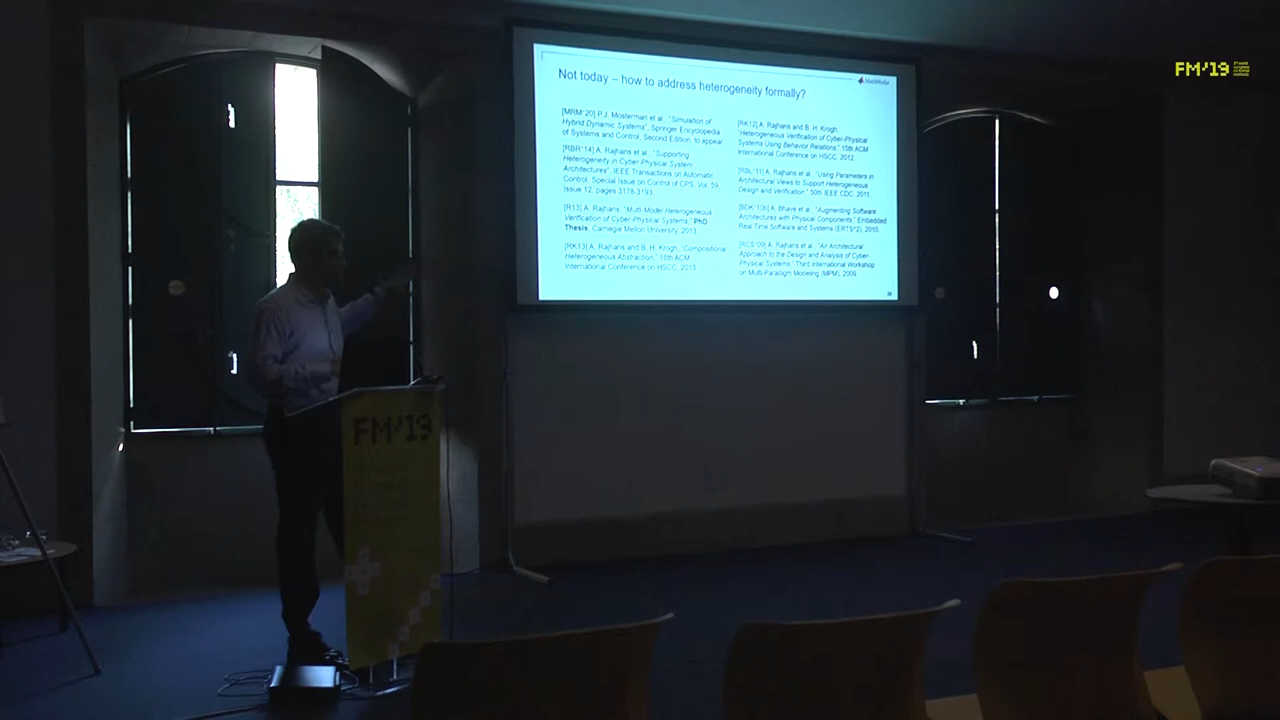 Not today – how to address heterogeneity formally?
MathWorks
[MRM'20] P.J. Mosterman et al., "Simulation of
Hybrid Dynamic Systems", Springer Encyclopedia
of Systems and Control, Second Edition, to appear
[RBR'14] A. Rajhans et al., "Supporting
Heterogeneity in Cyber-Physical System
Architectures", IEEE Transactions on Automatic
Control, Special Issue on Control of CPS, Vol. 59,
Issue 12, pages 3178-3193.
[R13] A. Rajhans, "Multi-Model Heterogeneous
Verification of Cyber-Physical Systems," PhD
Thesis, Carnegie Mellon University, 2013
[RK13] A. Rajhans and B. H. Krogh, "Compositional
Heterogeneous Abstraction," 16th ACM
International Conference on HSCC, 2013
[RK12] A. Rajhans and B. H. Krogh,
"Heterogeneous Verification of Cyber-Physical
Systems Using Behavior Relations," 15th ACM
International Conference on HSCC, 2012
[RBL'11] A. Rajhans et al., "Using Parameters in
Architectural Views to Support Heterogeneous
Design and Verification," 50th IEEE CDC, 2011.
[BDK'10b] A. Bhave et al., "Augmenting Software
Architectures with Physical Components," Embedded
Real Time Software and Systems (ERTS^2), 2010.
[RCS'09] A. Rajhans et al., "An Architectural
Approach to the Design and Analysis of Cyber-
Physical Systems," Third International Workshop
on Multi-Paradigm Modeling (MPM), 2009
FM'19
FM'19
3rd world
congress
on formal
methods